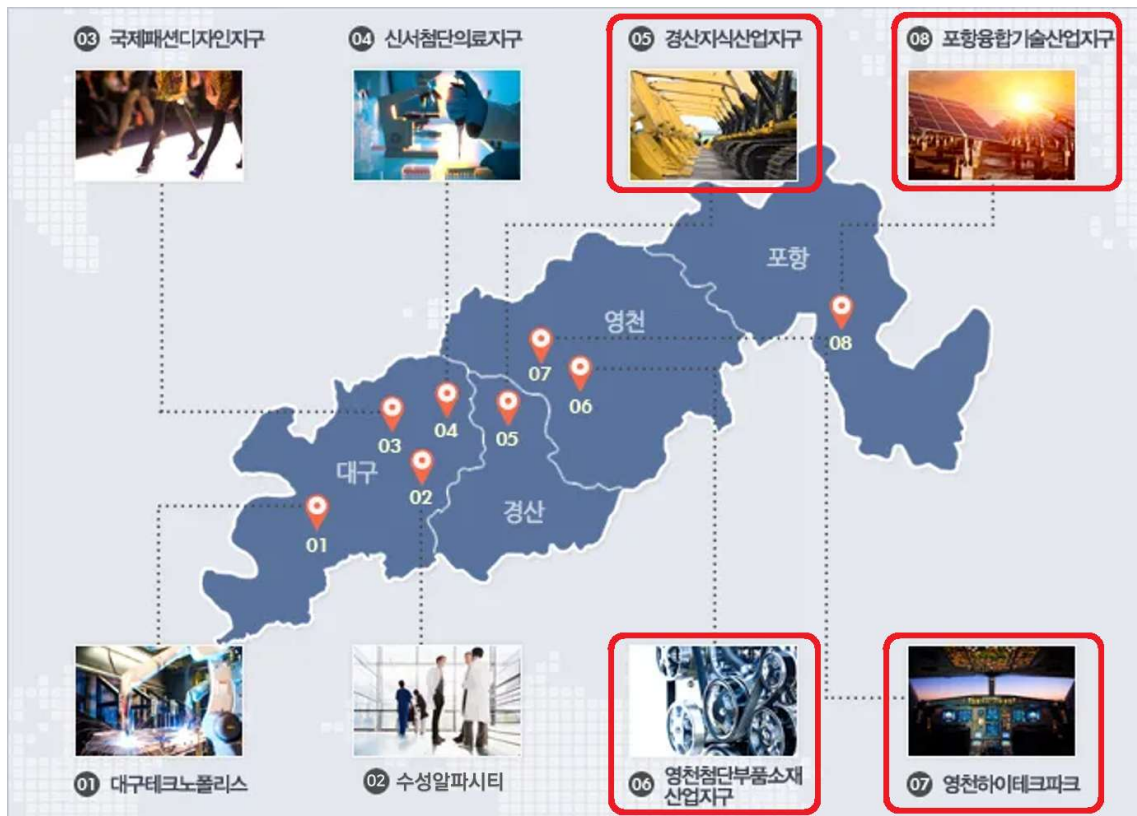 03 국제패션디자인지구
04 신서첨단의료지구
05 경산지식산업지구
08 포항융합기술산업지구
포항
영천
08
07
06
04
05
03
대구
02
경산
01
01 대구테크노폴리스
02 수성알파시티
06 영천첨단부품소재
산업지구
07 영천하이테크파크